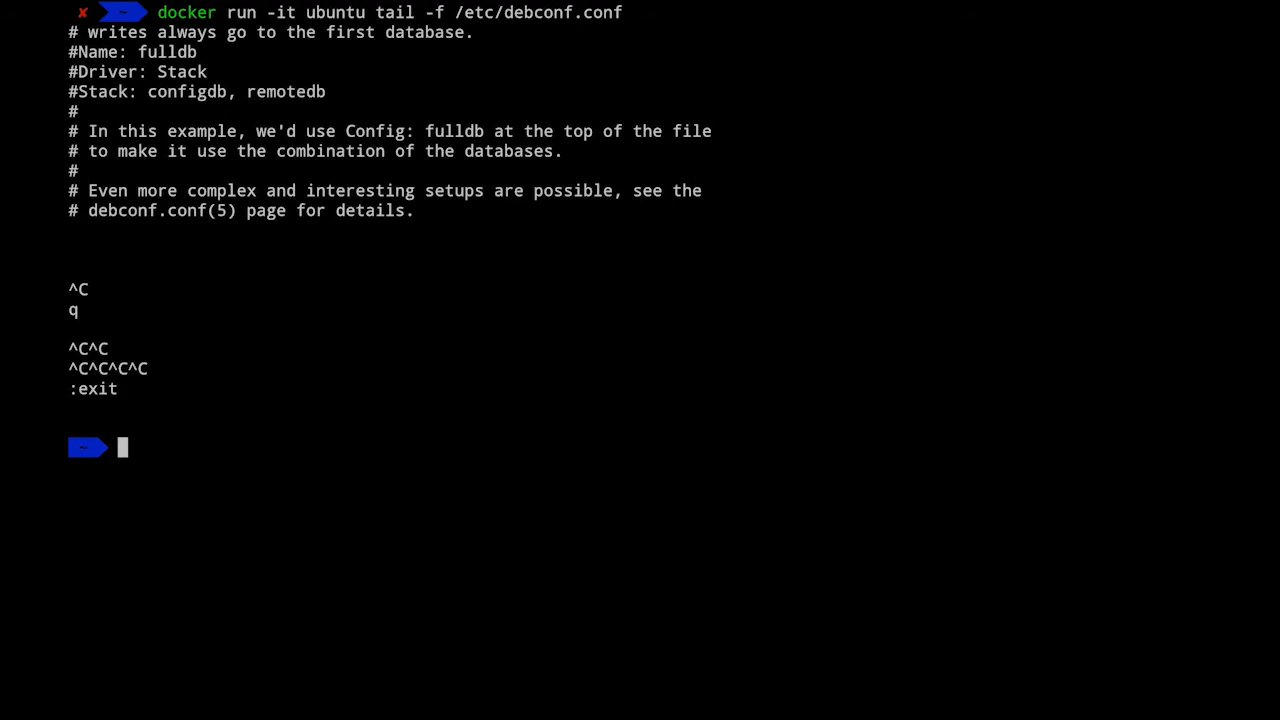 ✘ ~ docker run -it ubuntu tail -f /etc/debconf.conf
# writes always go to the first database.
#Name: fulldb
#Driver: Stack
#Stack: configdb, remotedb
#
# In this example, we'd use Config: fulldb at the top of the file
# to make it use the combination of the databases.
#
# Even more complex and interesting setups are possible, see the
# debconf.conf(5) page for details.
^C
q
^C^C
^C^C^C^C
:exit
~